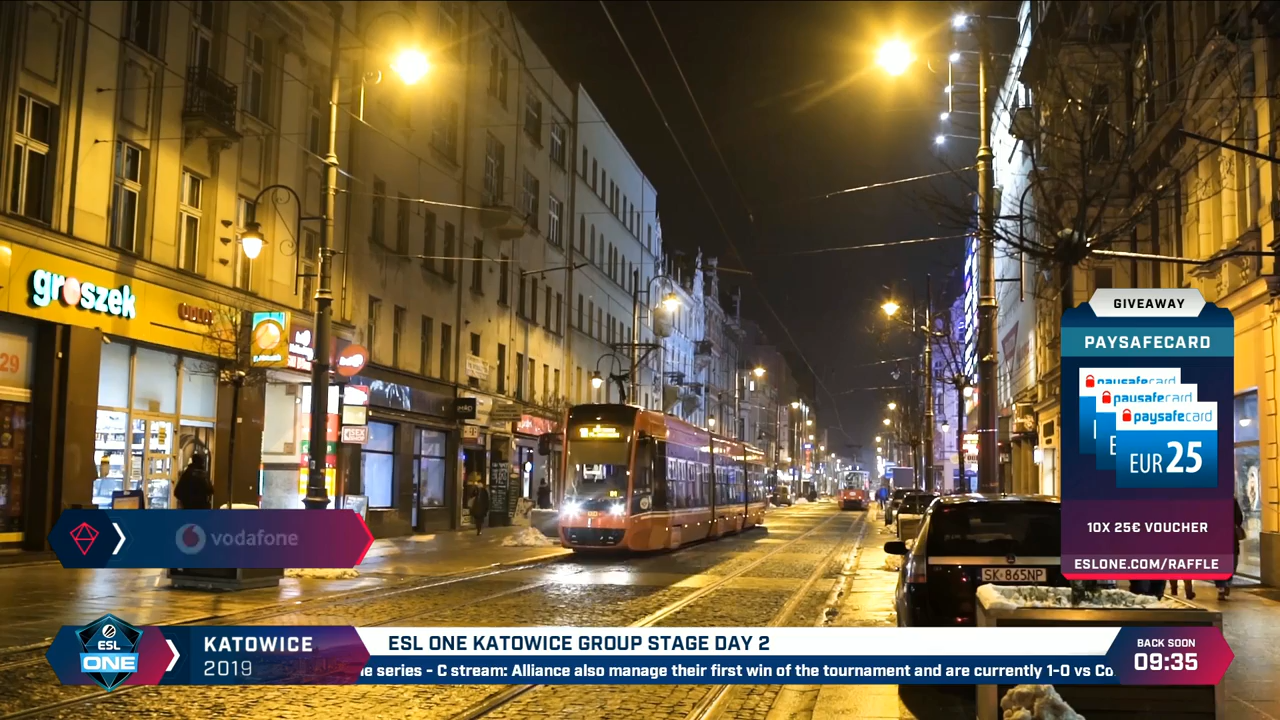 groszek
29
GIVEAWAY
PAYSAFECARD
paysafecard
paysafecard
paysafecard
EUR 25
10X 25€ VOUCHER
ESLONE.COM/RAFFLE
SK 865NP
vodafone
ESL
ONE
KATOWICE
2019
ESL ONE KATOWICE GROUP STAGE DAY 2
e series - C stream: Alliance also manage their first win of the tournament and are currently 1-0 vs Co
BACK SOON
09:35